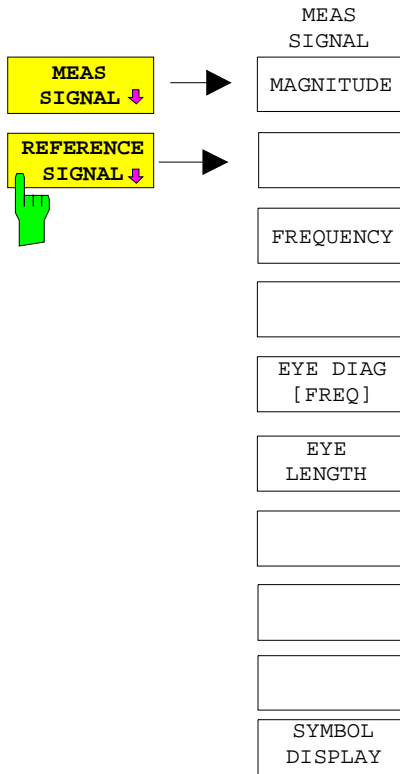 MEAS
SIGNAL
MEAS
SIGNAL
MAGNITUDE
REFERENCE
SIGNAL
FREQUENCY
EYE DIAG
[FREQ]
EYE
LENGTH
SYMBOL
DISPLAY